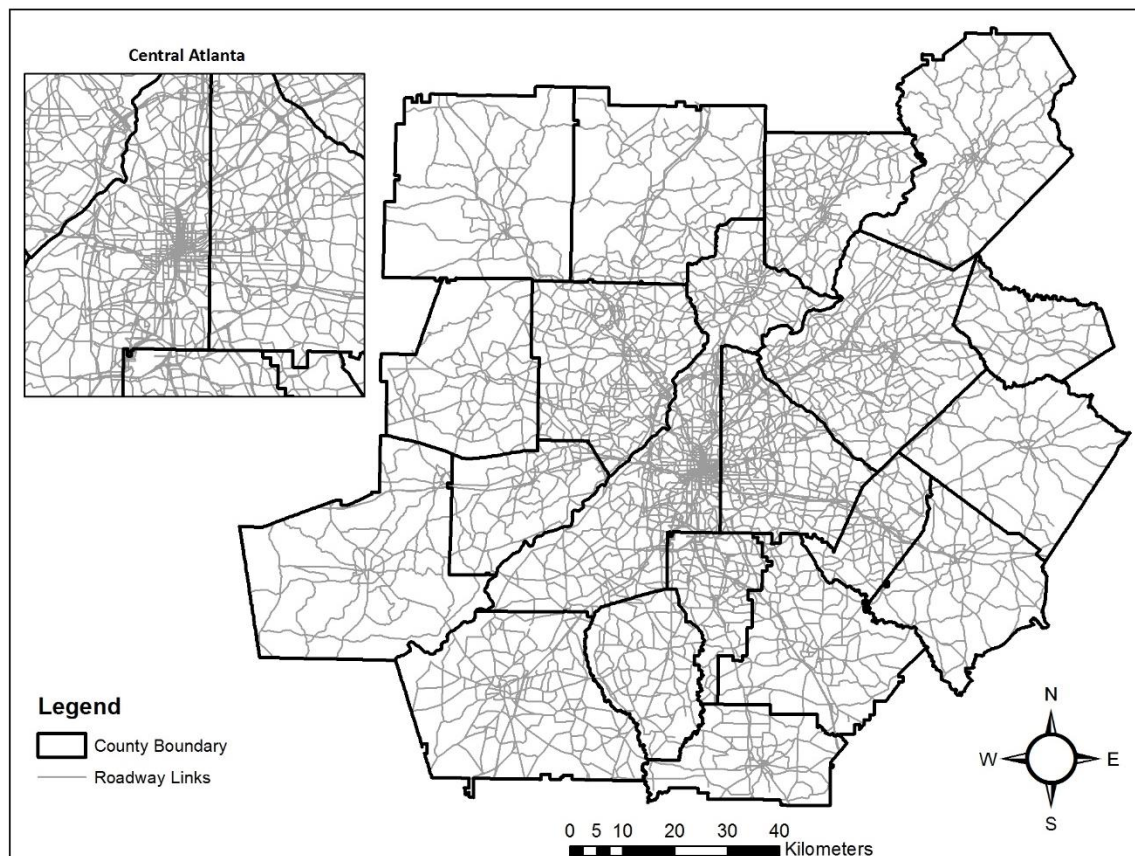 Central Atlanta
Legend
County Boundary
Roadway Links
N
W E
S
0 5 10 20 30 40
Kilometers